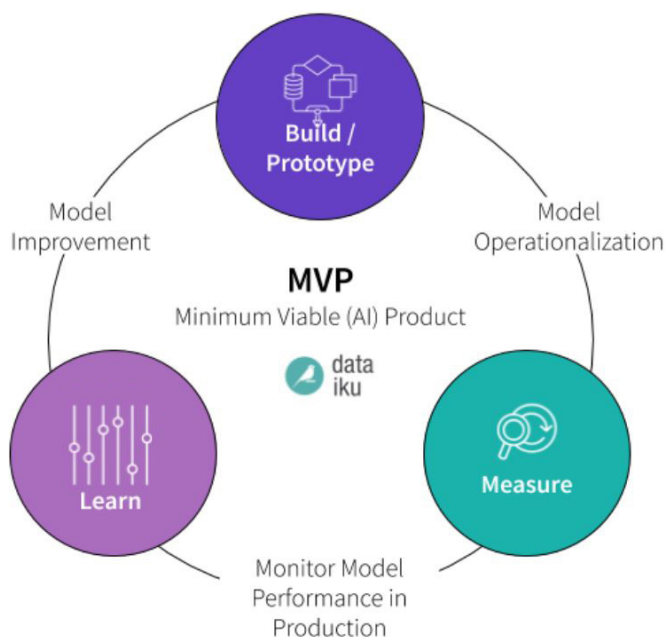 Build /
Prototype
Model
Improvement
Model
Operationalization
MVP
Minimum Viable (AI) Product
data
iku
Learn
Measure
Monitor Model
Performance in
Production